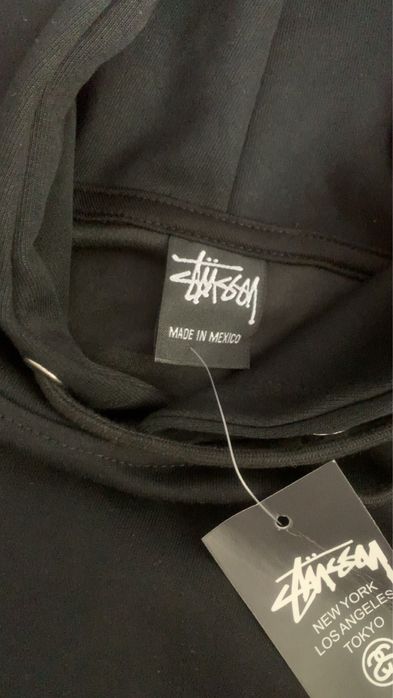 STÜSSY
MADE IN MEXICO
STÜSSY
NEW YORK
LOS ANGELES
TOKYO